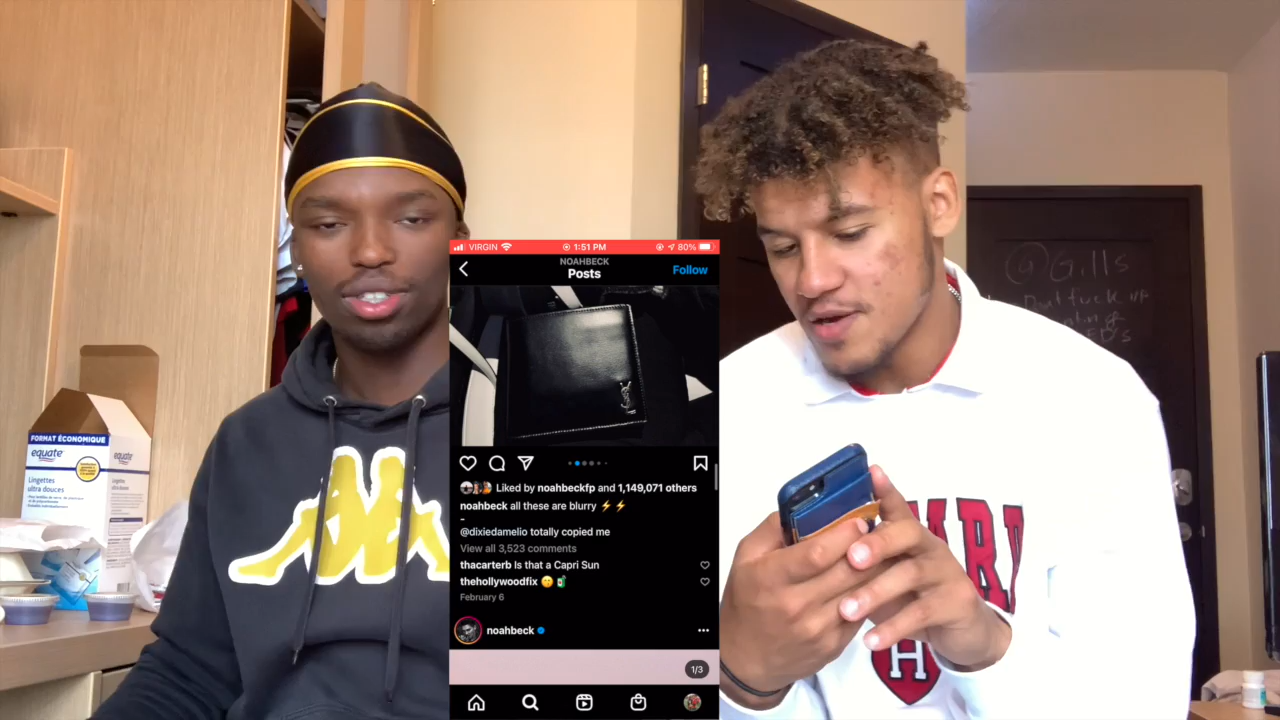 VIRGIN
1:51 PM
80%
NOAHBECK
Posts
Follow
Liked by noahbeckfp and 1,149,071 others
noahbeck all these are blurry ⚡⚡
-
@dixiedamelio totally copied me
View all 3,523 comments
thacarterb Is that a Capri Sun
thehollywoodfix
February 6
noahbeck
1/3
FORMAT ÉCONOMIQUE
equate
Lingettes
ultra douces
equate
@Gills
H